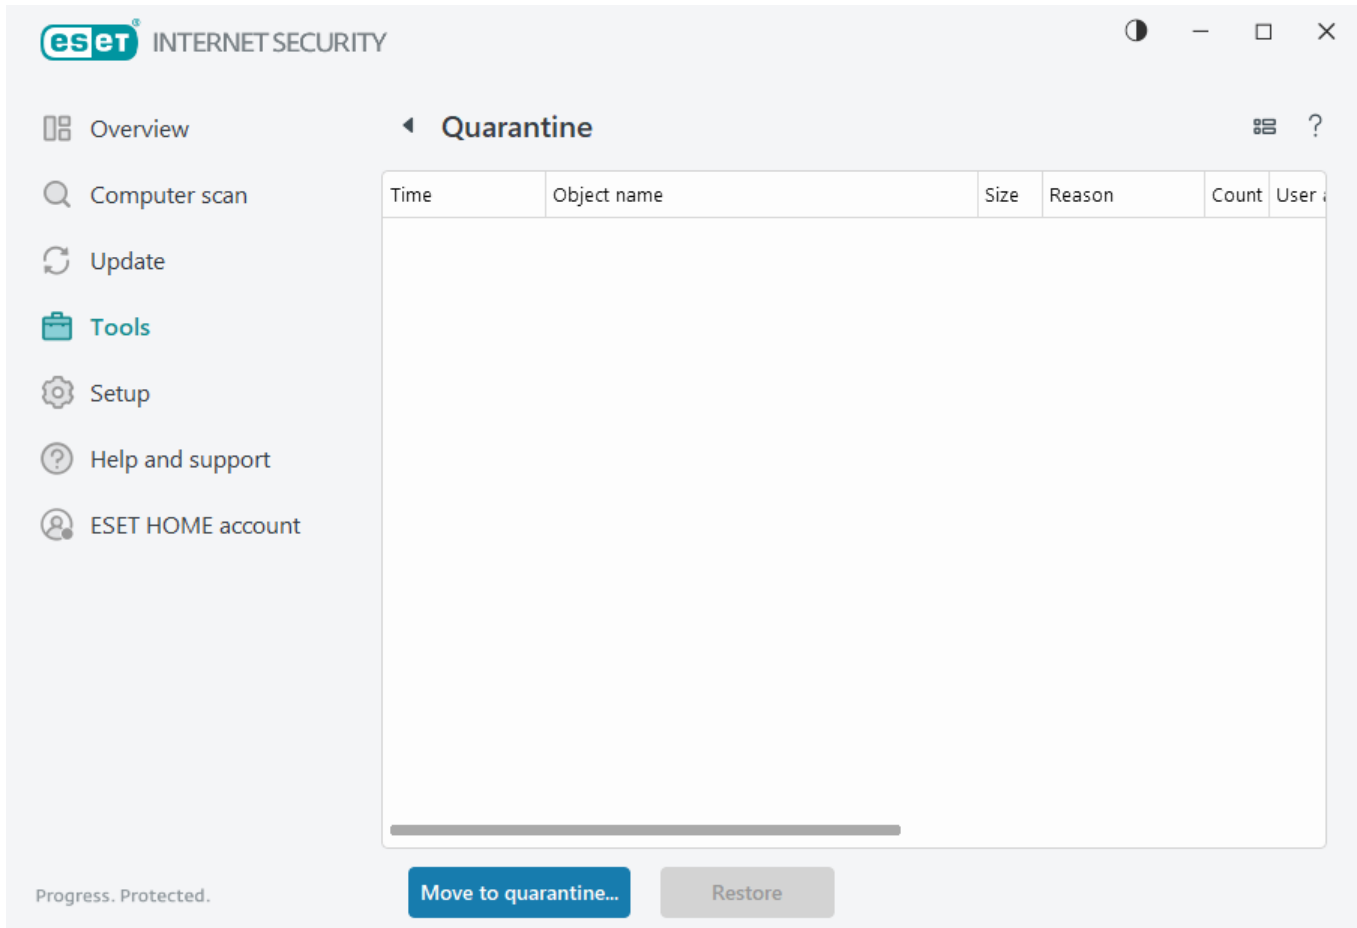 eset® INTERNET SECURITY
Overview
Computer scan
Update
Tools
Setup
Help and support
ESET HOME account
Progress. Protected.
Quarantine
?
Time Object name Size Reason Count User
Move to quarantine... Restore